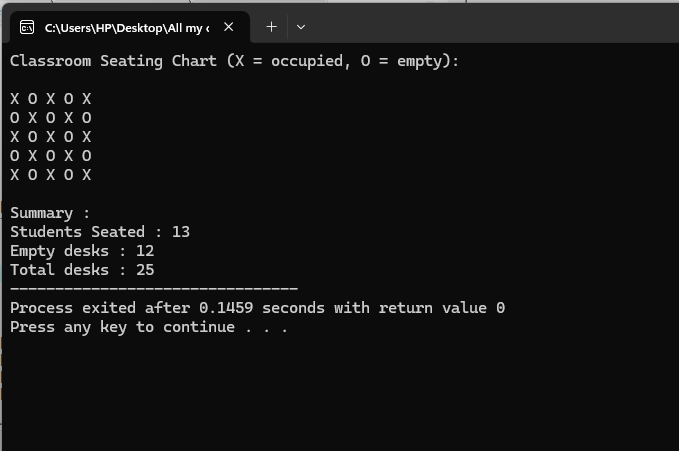 C:\Users\HP\Desktop\All my c
Classroom Seating Chart (X = occupied, O = empty):
X O X O X
O X O X O
X O X O X
O X O X O
X O X O X
Summary :
Students Seated : 13
Empty desks : 12
Total desks : 25
--------------------------------
Process exited after 0.1459 seconds with return value 0
Press any key to continue . . .